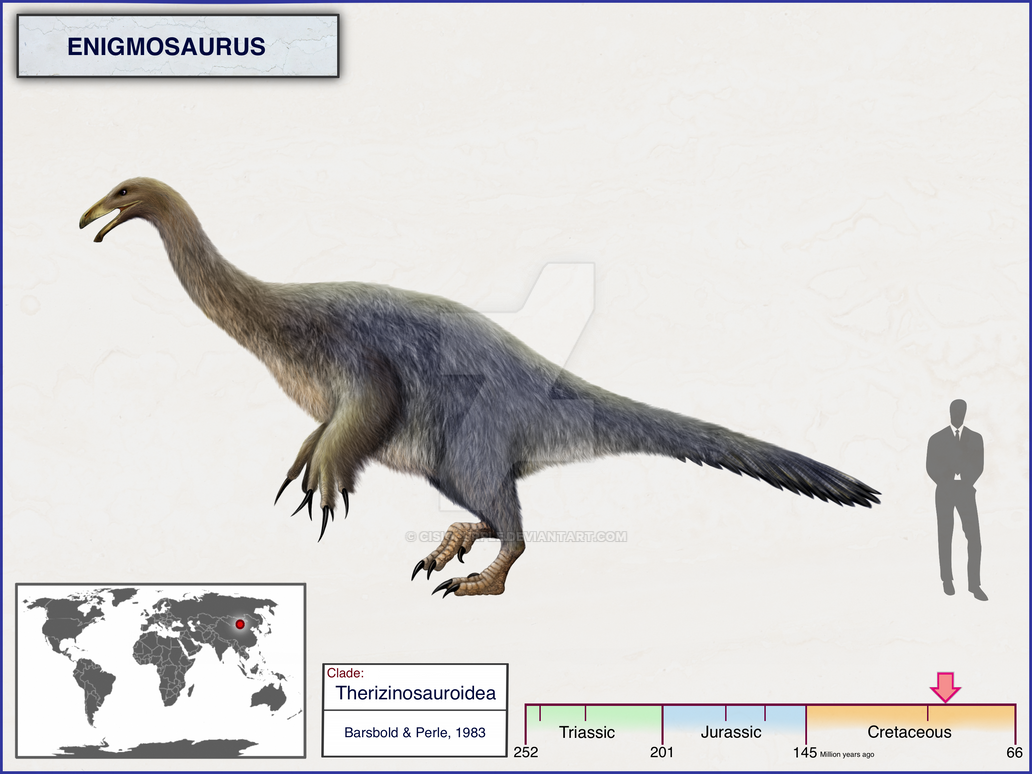 ENIGMOSAURUS
Clade:
Therizinosauroidea
Barsbold & Perle, 1983
Triassic
Jurassic
Cretaceous
252
201
145
Million years ago
66